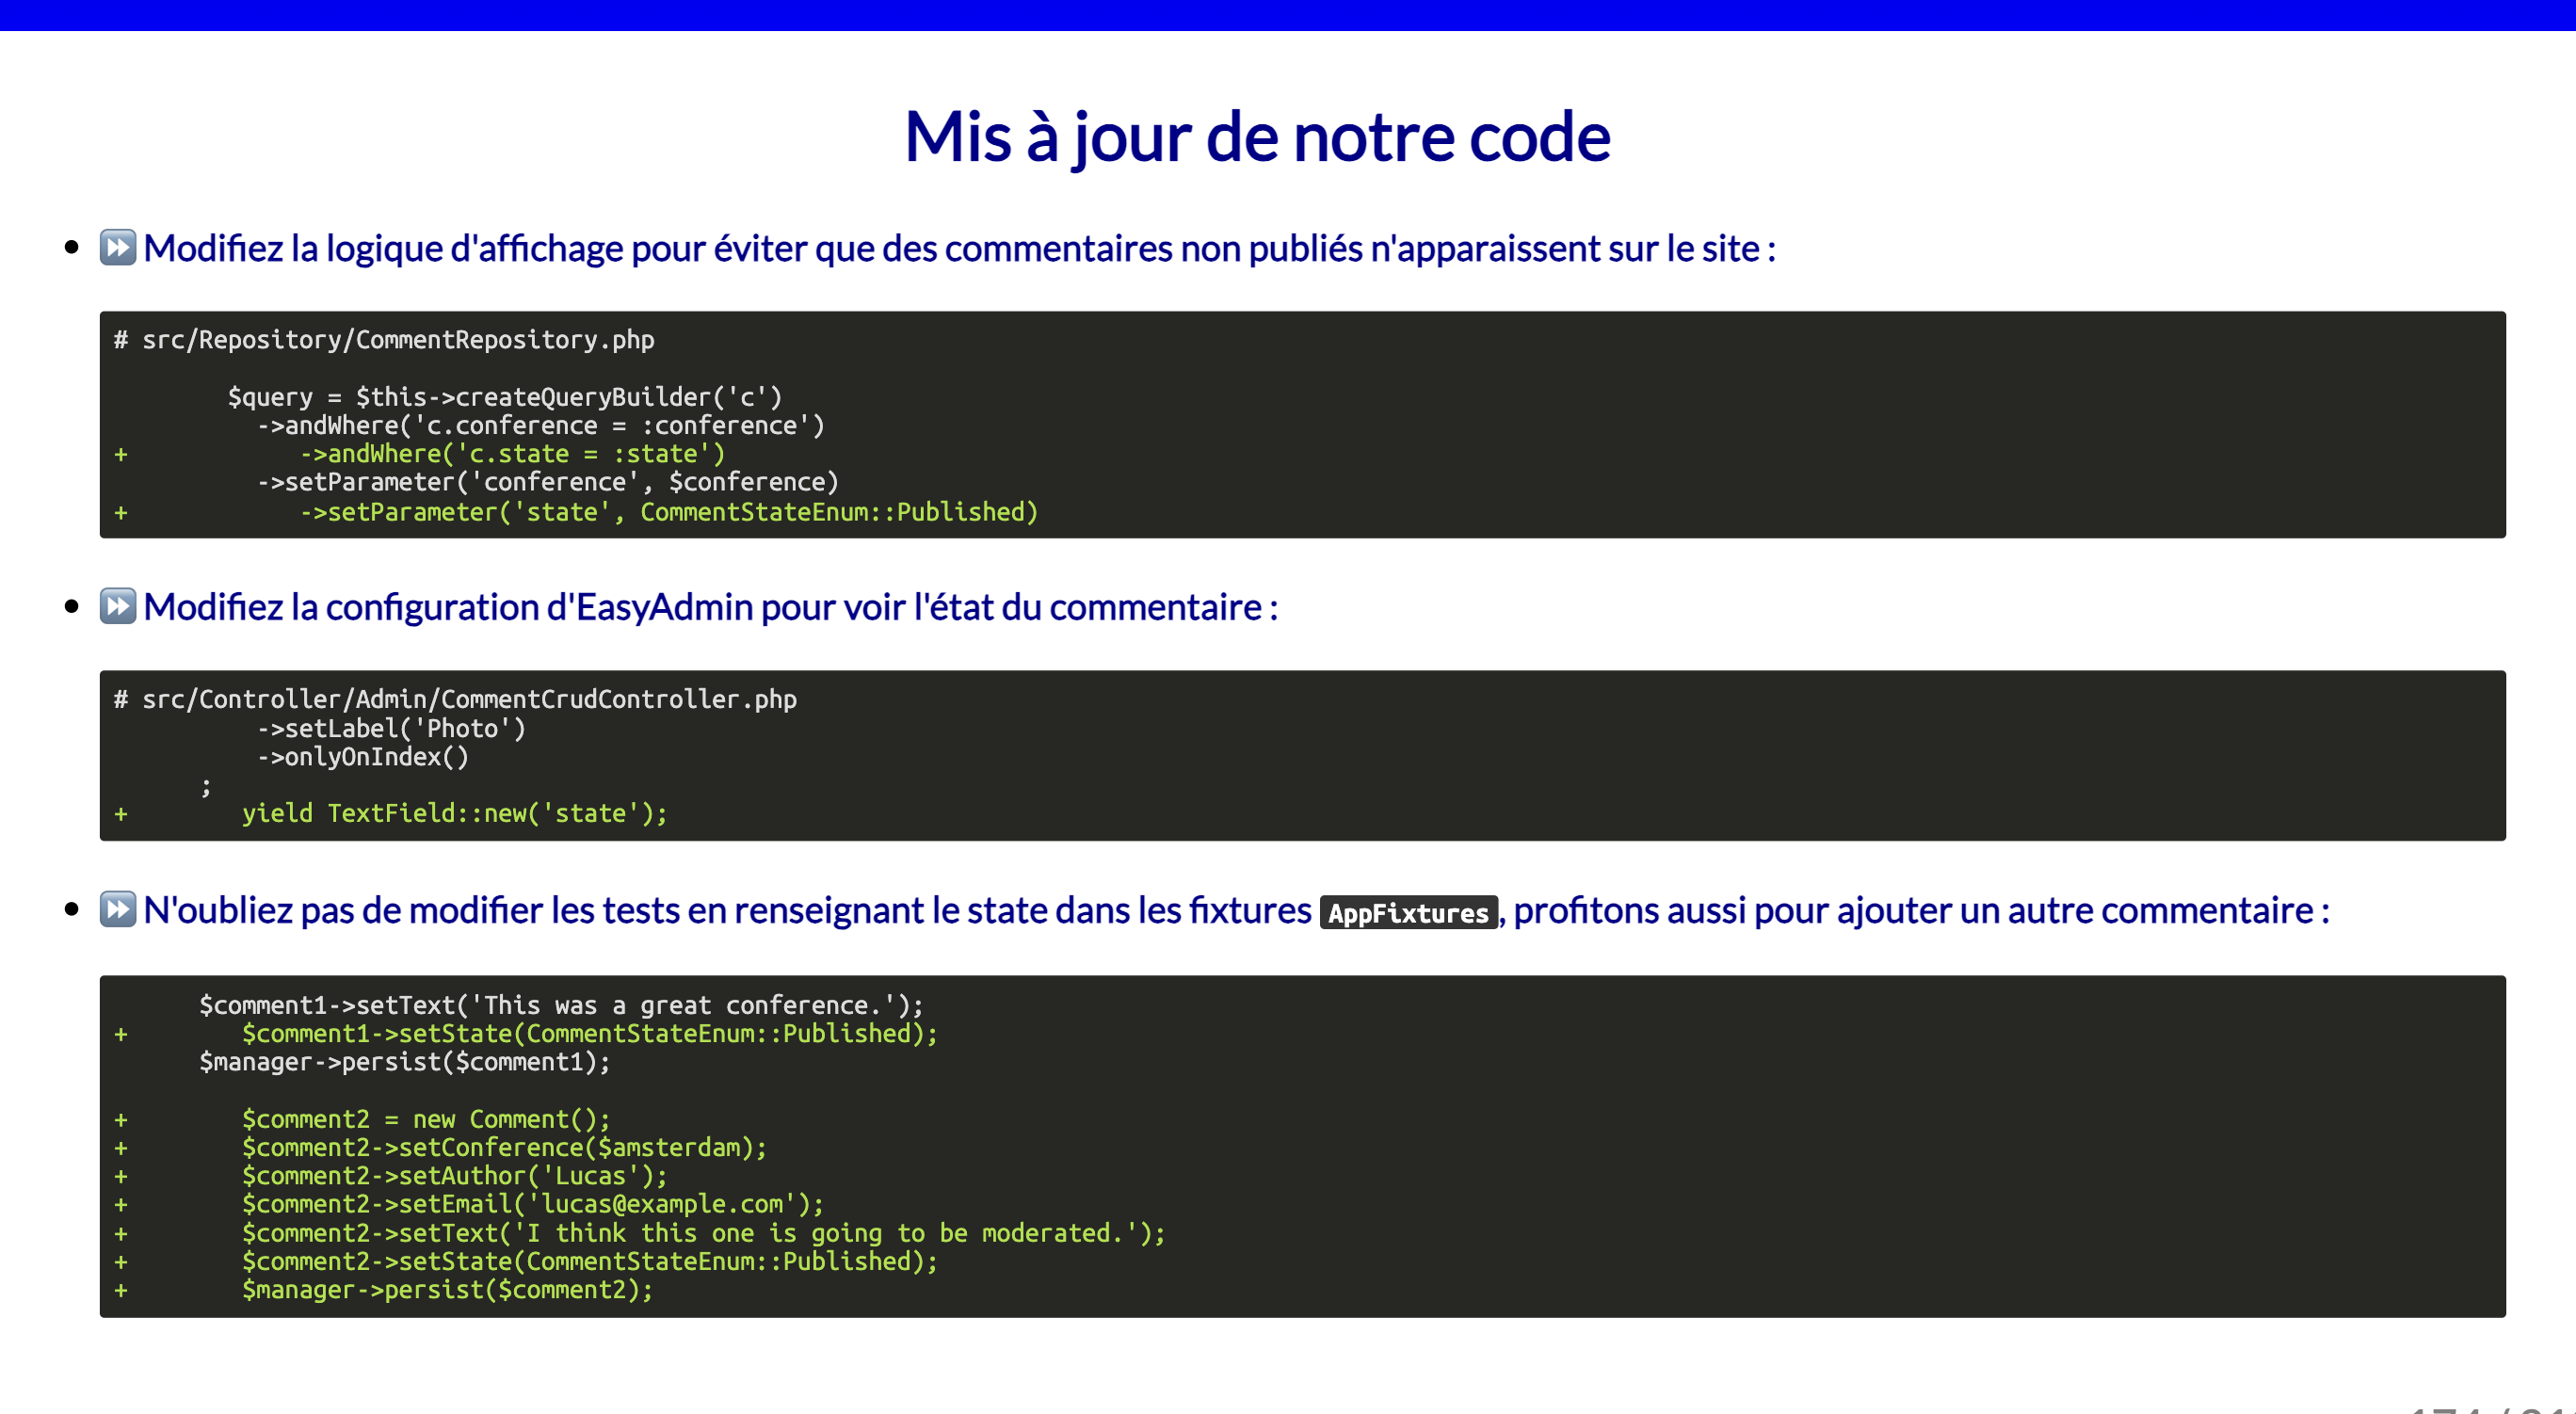 Mis à jour de notre code
⏩ Modifiez la logique d'affichage pour éviter que des commentaires non publiés n'apparaissent sur le site :
# src/Repository/CommentRepository.php
$query = $this->createQueryBuilder('c')
->andWhere('c.conference = :conference')
+ ->andWhere('c.state = :state')
->setParameter('conference', $conference)
+ ->setParameter('state', CommentStateEnum::Published)
⏩ Modifiez la configuration d'EasyAdmin pour voir l'état du commentaire :
# src/Controller/Admin/CommentCrudController.php
->setLabel('Photo')
->onlyOnIndex()
;
+ yield TextField::new('state');
⏩ N'oubliez pas de modifier les tests en renseignant le state dans les fixtures AppFixtures, profitons aussi pour ajouter un autre commentaire :
$comment1->setText('This was a great conference.');
+ $comment1->setState(CommentStateEnum::Published);
$manager->persist($comment1);
+ $comment2 = new Comment();
+ $comment2->setConference($amsterdam);
+ $comment2->setAuthor('Lucas');
+ $comment2->setEmail('lucas@example.com');
+ $comment2->setText('I think this one is going to be moderated.');
+ $comment2->setState(CommentStateEnum::Published);
+ $manager->persist($comment2);